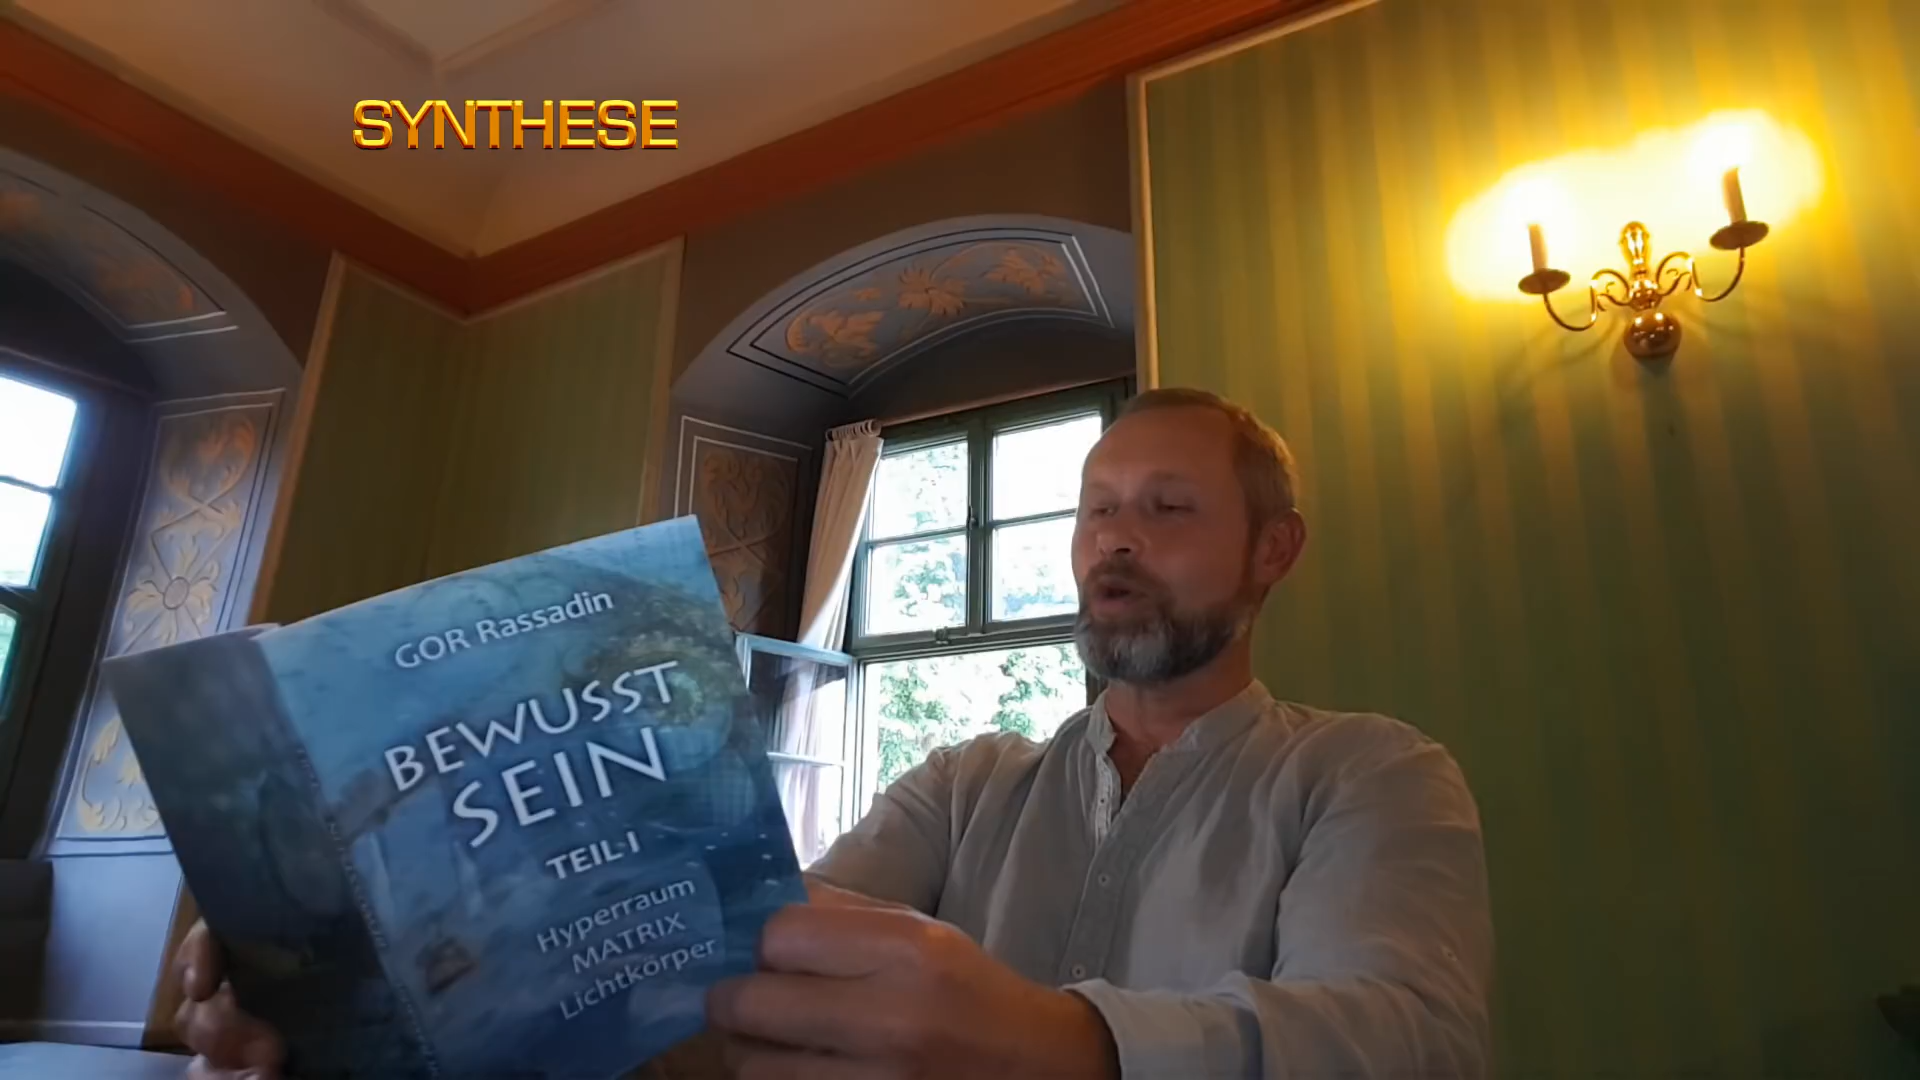 SYNTHESE
GOR Rassadin
BEWUSST
SEIN
TEIL I
Hyperraum
MATRIX
Lichtkörper